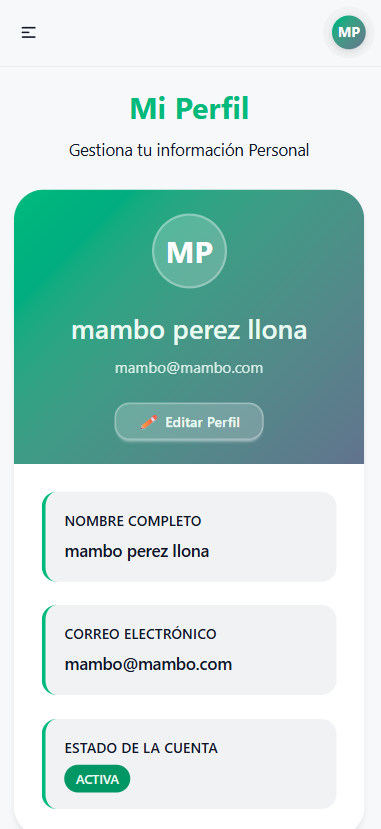 MP
Mi Perfil
Gestiona tu información Personal
MP
mambo perez llona
mambo@mambo.com
Editar Perfil
NOMBRE COMPLETO
mambo perez llona
CORREO ELECTRÓNICO
mambo@mambo.com
ESTADO DE LA CUENTA
ACTIVA